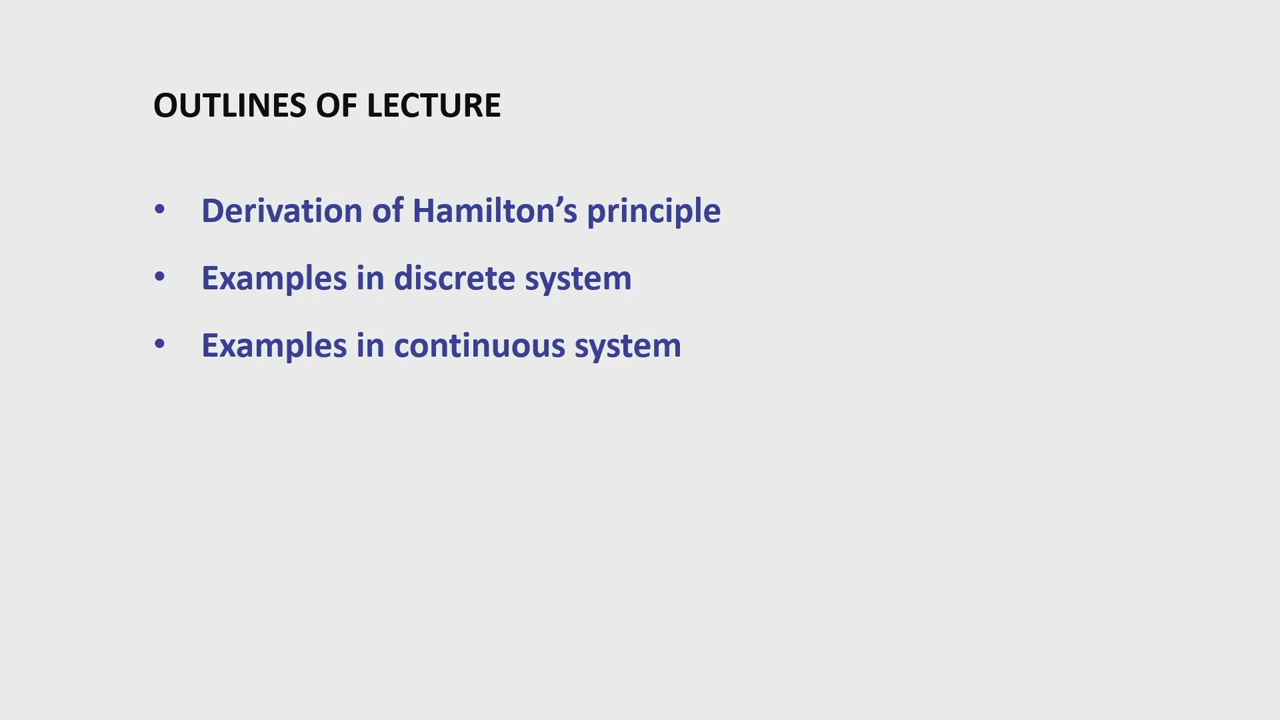 OUTLINES OF LECTURE
• Derivation of Hamilton’s principle
• Examples in discrete system
• Examples in continuous system